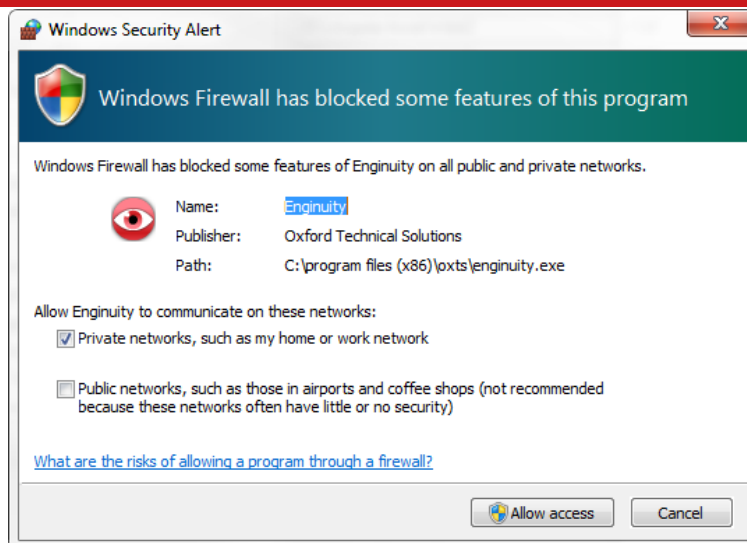 Windows Security Alert
Windows Firewall has blocked some features of this program
Windows Firewall has blocked some features of Enginuity on all public and private networks.
Name: Enginuity
Publisher: Oxford Technical Solutions
Path: C:\program files (x86)\oxts\enginuity.exe
Allow Enginuity to communicate on these networks:
Private networks, such as my home or work network
Public networks, such as those in airports and coffee shops (not recommended
because these networks often have little or no security)
What are the risks of allowing a program through a firewall?
Allow access Cancel